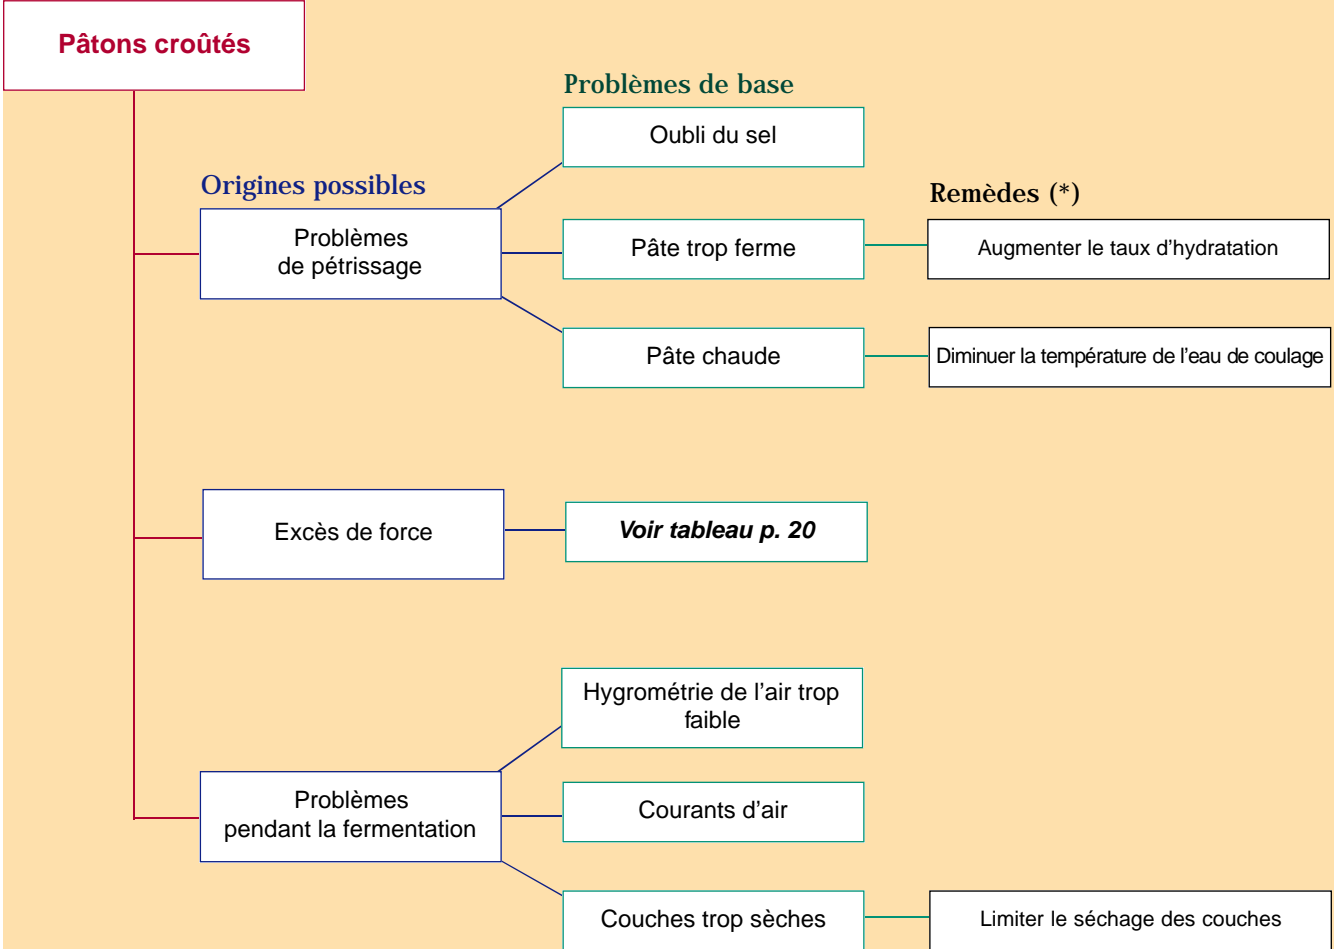 Pâtons croûtés
Problèmes de base
Oubli du sel
Origines possibles
Remèdes (*)
Problèmes
de pétrissage
Pâte trop ferme
Augmenter le taux d’hydratation
Pâte chaude
Diminuer la température de l’eau de coulage
Excès de force
Voir tableau p. 20
Hygrométrie de l’air trop
faible
Problèmes
pendant la fermentation
Courants d’air
Couches trop sèches
Limiter le séchage des couches